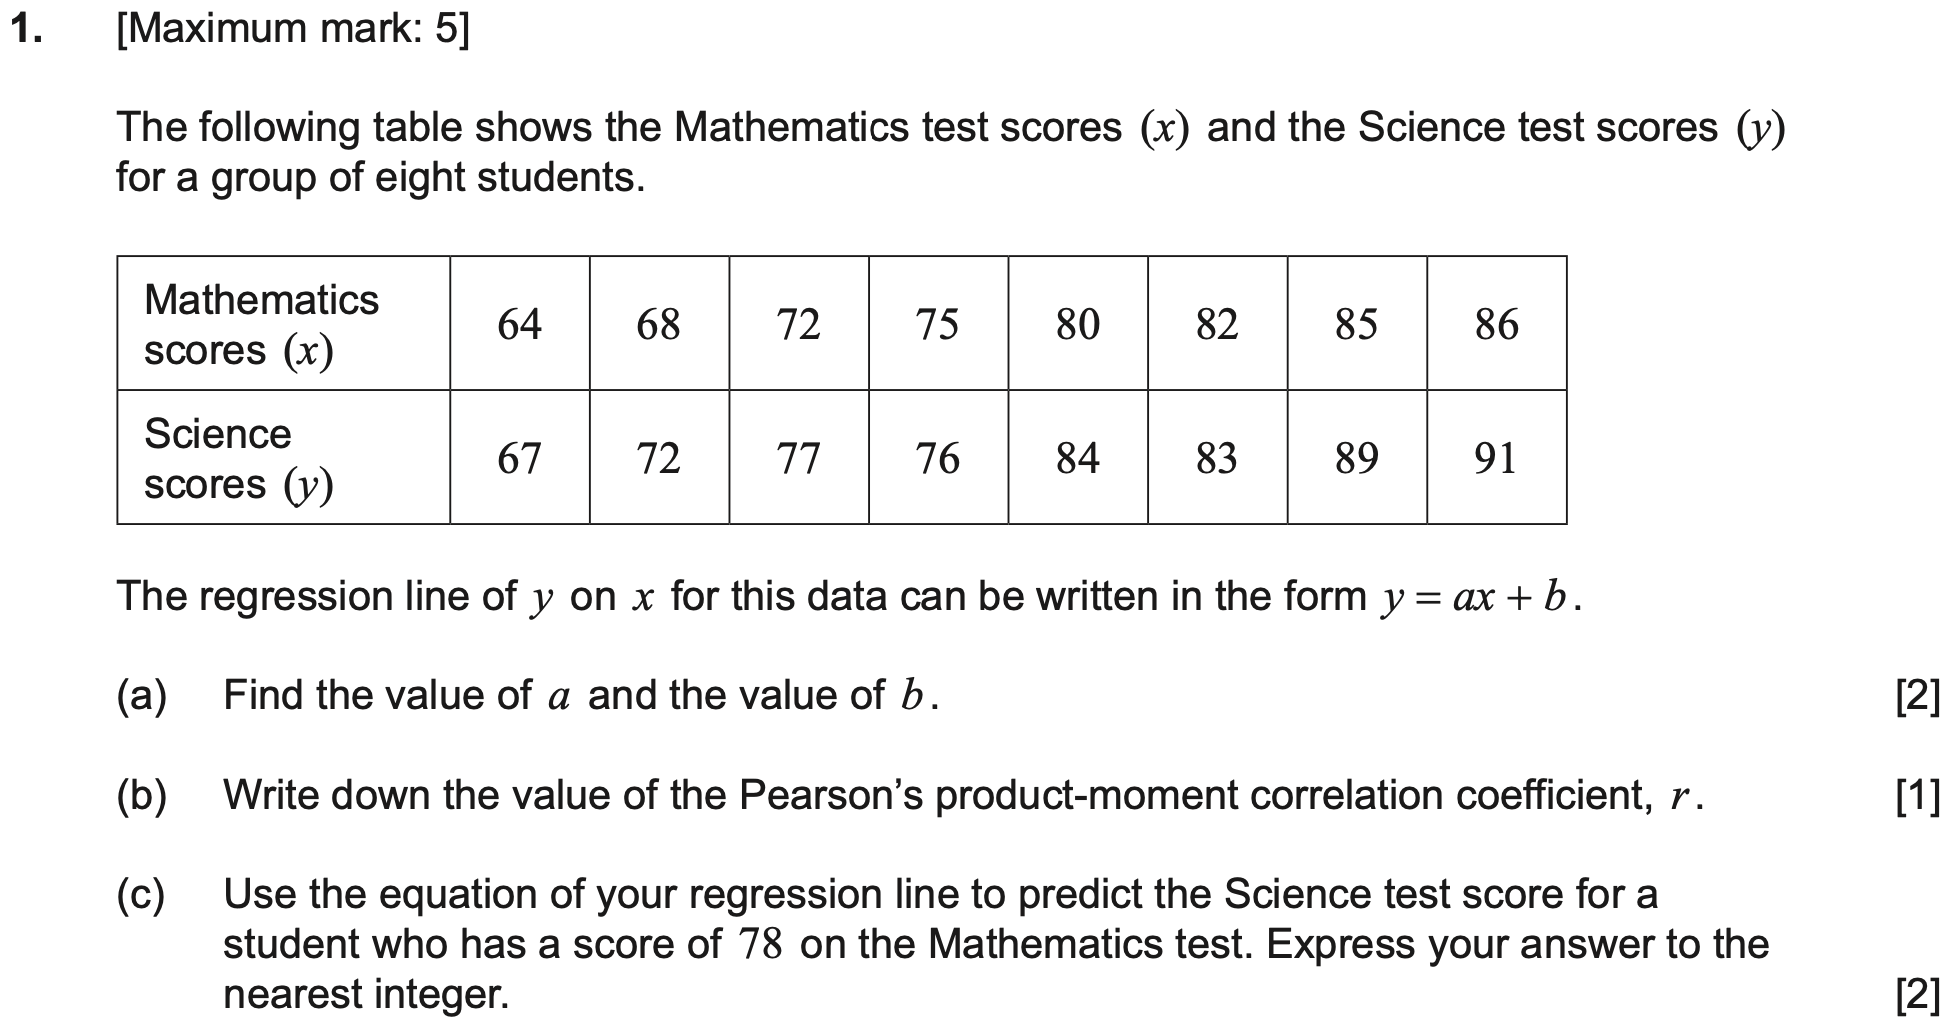 1. [Maximum mark: 5]
The following table shows the Mathematics test scores (x) and the Science test scores (y)
for a group of eight students.
Mathematics
scores (x) 64 68 72 75 80 82 85 86
Science
scores (y) 67 72 77 76 84 83 89 91
The regression line of y on x for this data can be written in the form y = ax + b.
(a) Find the value of a and the value of b. [2]
(b) Write down the value of the Pearson’s product-moment correlation coefficient, r. [1]
(c) Use the equation of your regression line to predict the Science test score for a
student who has a score of 78 on the Mathematics test. Express your answer to the
nearest integer. [2]